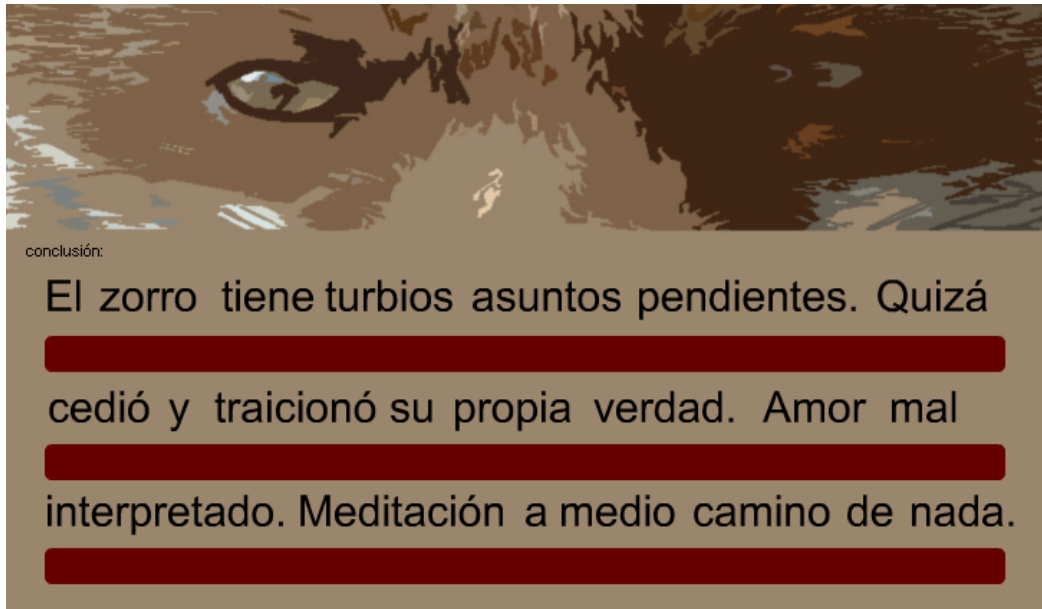 conclusión:
El zorro tiene turbios asuntos pendientes. Quizá
cedió y traicionó su propia verdad. Amor mal
interpretado. Meditación a medio camino de nada.